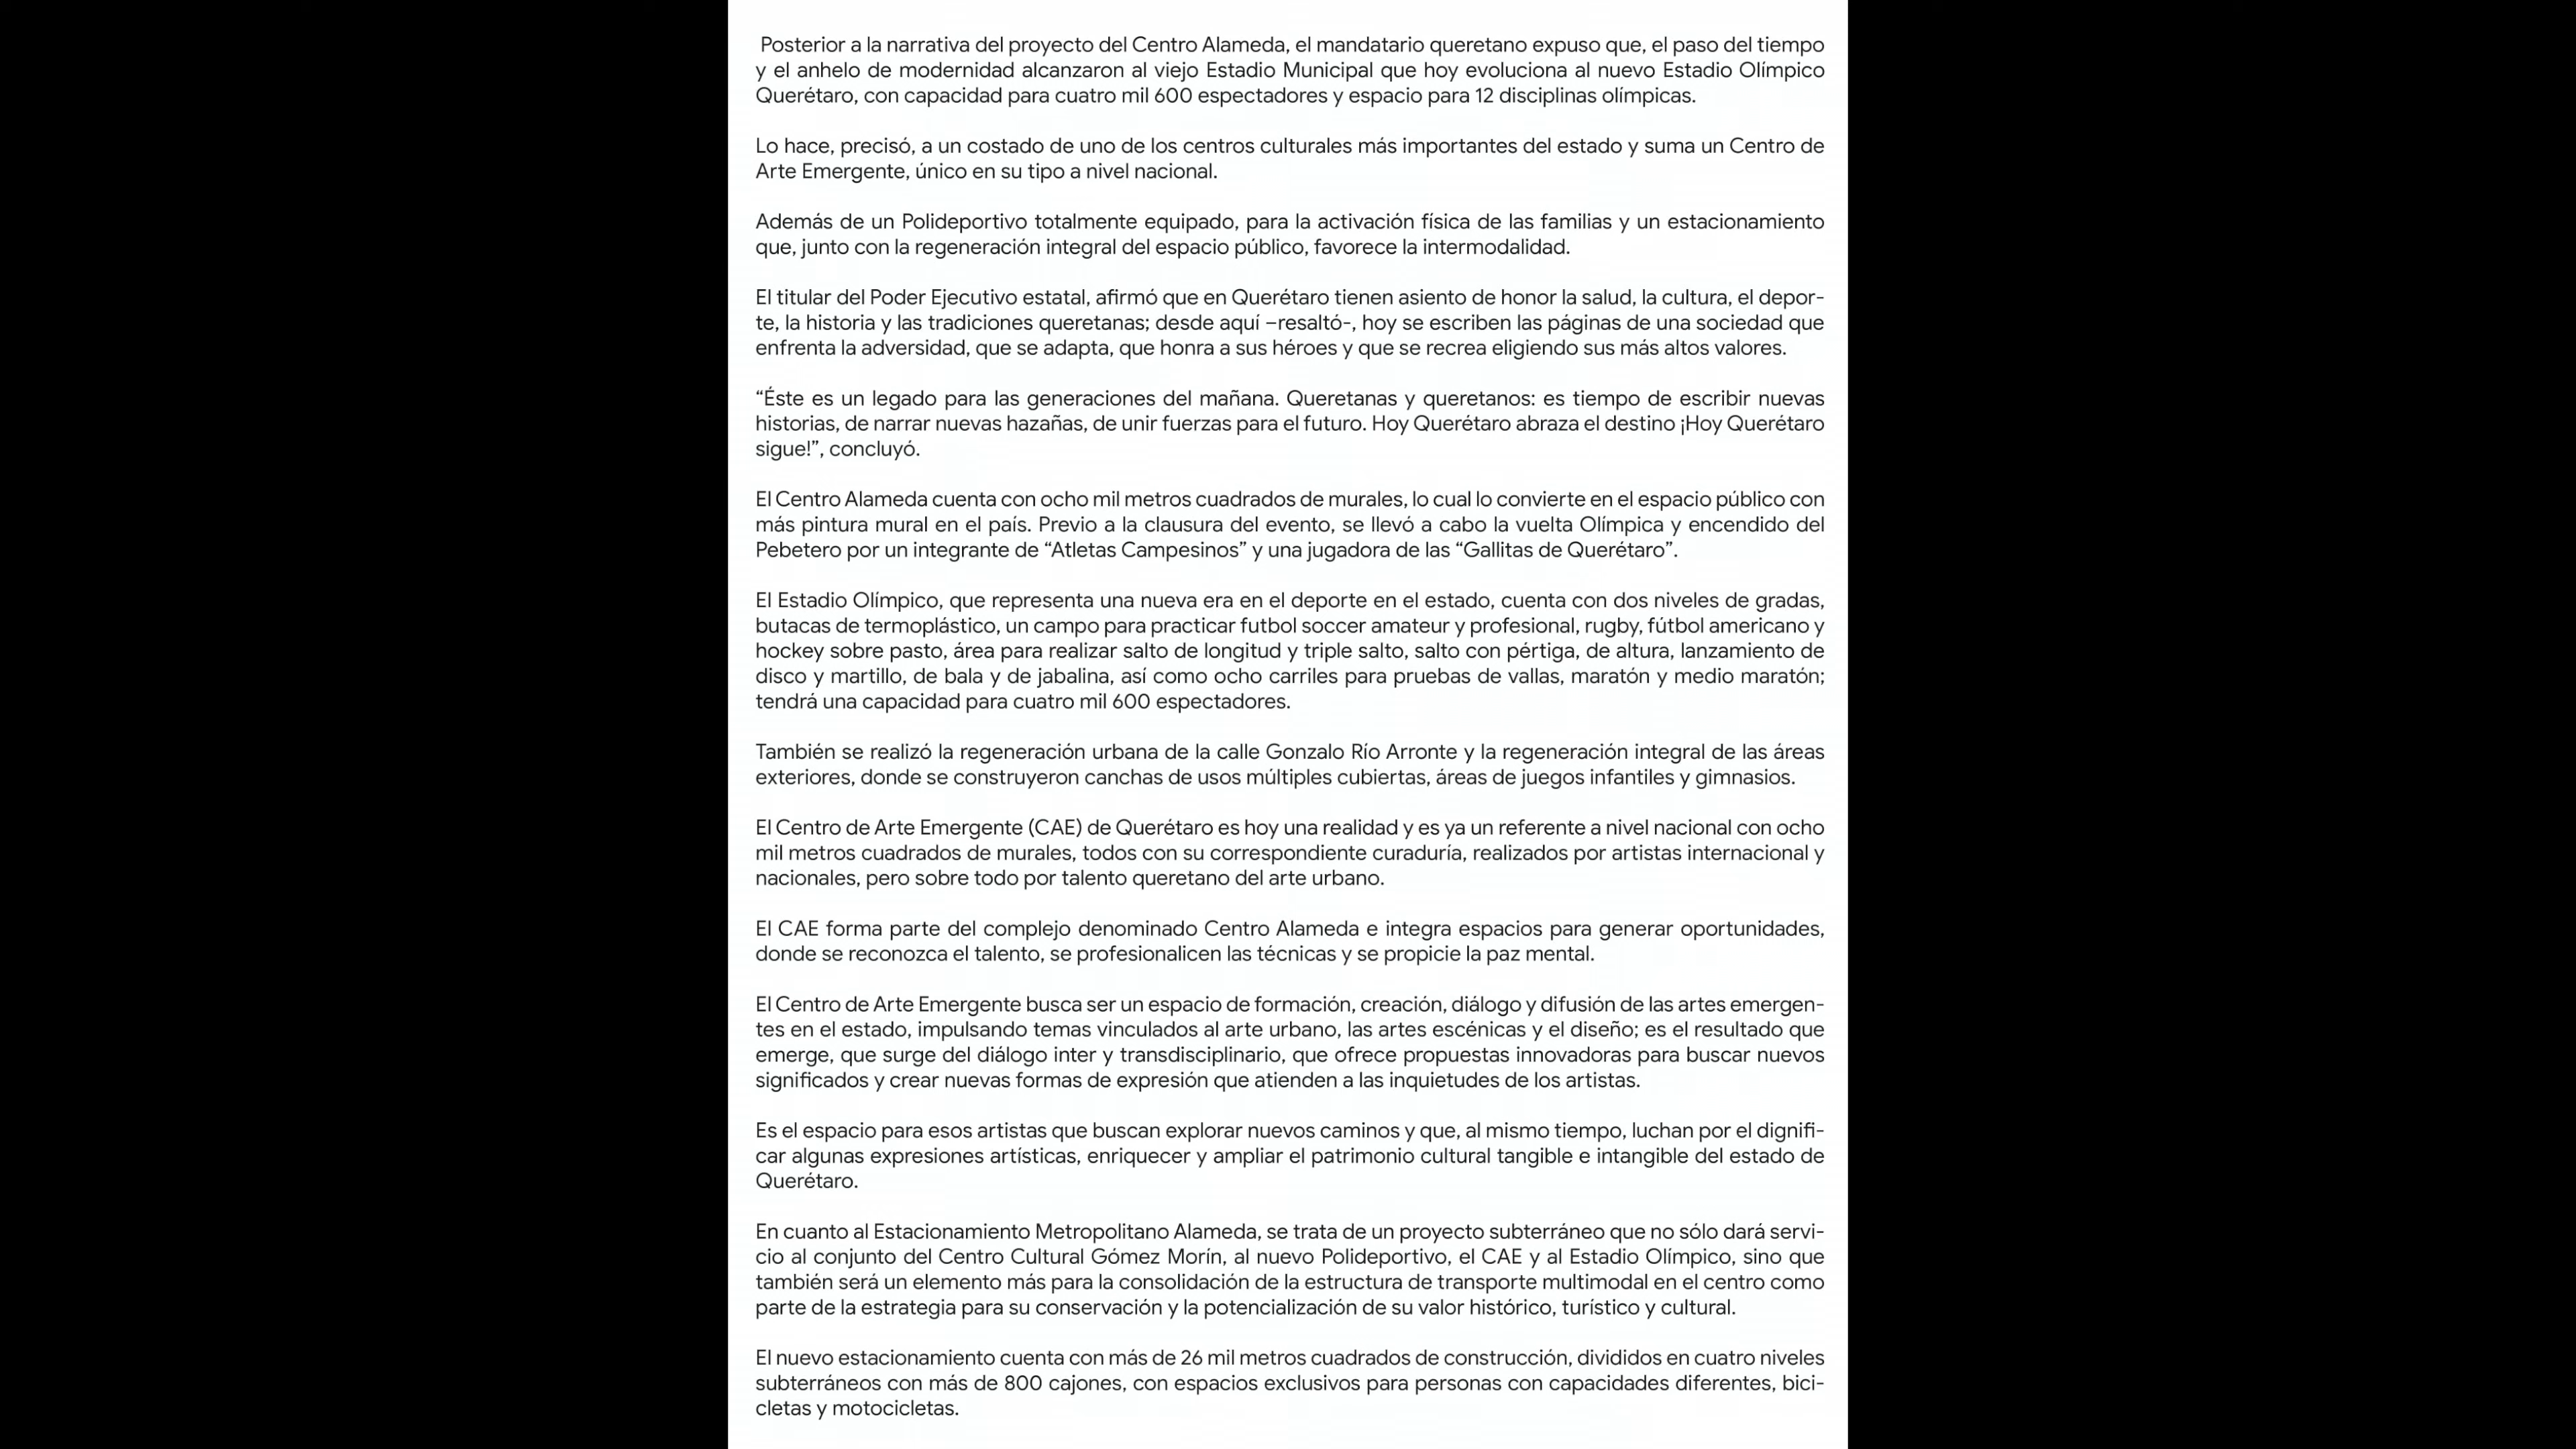 Posterior a la narrativa del proyecto del Centro Alameda, el mandatario queretano expuso que, el paso del tiempo
y el anhelo de modernidad alcanzaron al viejo Estadio Municipal que hoy evoluciona al nuevo Estadio Olímpico
Querétaro, con capacidad para cuatro mil 600 espectadores y espacio para 12 disciplinas olímpicas.
Lo hace, precisó, a un costado de uno de los centros culturales más importantes del estado y suma un Centro de
Arte Emergente, único en su tipo a nivel nacional.
Además de un Polideportivo totalmente equipado, para la activación física de las familias y un estacionamiento
que, junto con la regeneración integral del espacio público, favorece la intermodalidad.
El titular del Poder Ejecutivo estatal, afirmó que en Querétaro tienen asiento de honor la salud, la cultura, el depor-
te, la historia y las tradiciones queretanas; desde aquí –resaltó-, hoy se escriben las páginas de una sociedad que
enfrenta la adversidad, que se adapta, que honra a sus héroes y que se recrea eligiendo sus más altos valores.
“Éste es un legado para las generaciones del mañana. Queretanas y queretanos: es tiempo de escribir nuevas
historias, de narrar nuevas hazañas, de unir fuerzas para el futuro. Hoy Querétaro abraza el destino ¡Hoy Querétaro
sigue!”, concluyó.
El Centro Alameda cuenta con ocho mil metros cuadrados de murales, lo cual lo convierte en el espacio público con
más pintura mural en el país. Previo a la clausura del evento, se llevó a cabo la vuelta Olímpica y encendido del
Pebetero por un integrante de “Atletas Campesinos” y una jugadora de las “Gallitas de Querétaro”.
El Estadio Olímpico, que representa una nueva era en el deporte en el estado, cuenta con dos niveles de gradas,
butacas de termoplástico, un campo para practicar futbol soccer amateur y profesional, rugby, fútbol americano y
hockey sobre pasto, área para realizar salto de longitud y triple salto, salto con pértiga, de altura, lanzamiento de
disco y martillo, de bala y de jabalina, así como ocho carriles para pruebas de vallas, maratón y medio maratón;
tendrá una capacidad para cuatro mil 600 espectadores.
También se realizó la regeneración urbana de la calle Gonzalo Río Arronte y la regeneración integral de las áreas
exteriores, donde se construyeron canchas de usos múltiples cubiertas, áreas de juegos infantiles y gimnasios.
El Centro de Arte Emergente (CAE) de Querétaro es hoy una realidad y es ya un referente a nivel nacional con ocho
mil metros cuadrados de murales, todos con su correspondiente curaduría, realizados por artistas internacional y
nacionales, pero sobre todo por talento queretano del arte urbano.
El CAE forma parte del complejo denominado Centro Alameda e integra espacios para generar oportunidades,
donde se reconozca el talento, se profesionalicen las técnicas y se propicie la paz mental.
El Centro de Arte Emergente busca ser un espacio de formación, creación, diálogo y difusión de las artes emergen-
tes en el estado, impulsando temas vinculados al arte urbano, las artes escénicas y el diseño; es el resultado que
emerge, que surge del diálogo inter y transdisciplinario, que ofrece propuestas innovadoras para buscar nuevos
significados y crear nuevas formas de expresión que atienden a las inquietudes de los artistas.
Es el espacio para esos artistas que buscan explorar nuevos caminos y que, al mismo tiempo, luchan por el dignifi-
car algunas expresiones artísticas, enriquecer y ampliar el patrimonio cultural tangible e intangible del estado de
Querétaro.
En cuanto al Estacionamiento Metropolitano Alameda, se trata de un proyecto subterráneo que no sólo dará servi-
cio al conjunto del Centro Cultural Gómez Morín, al nuevo Polideportivo, el CAE y al Estadio Olímpico, sino que
también será un elemento más para la consolidación de la estructura de transporte multimodal en el centro como
parte de la estrategia para su conservación y la potencialización de su valor histórico, turístico y cultural.
El nuevo estacionamiento cuenta con más de 26 mil metros cuadrados de construcción, divididos en cuatro niveles
subterráneos con más de 800 cajones, con espacios exclusivos para personas con capacidades diferentes, bici-
cletas y motocicletas.